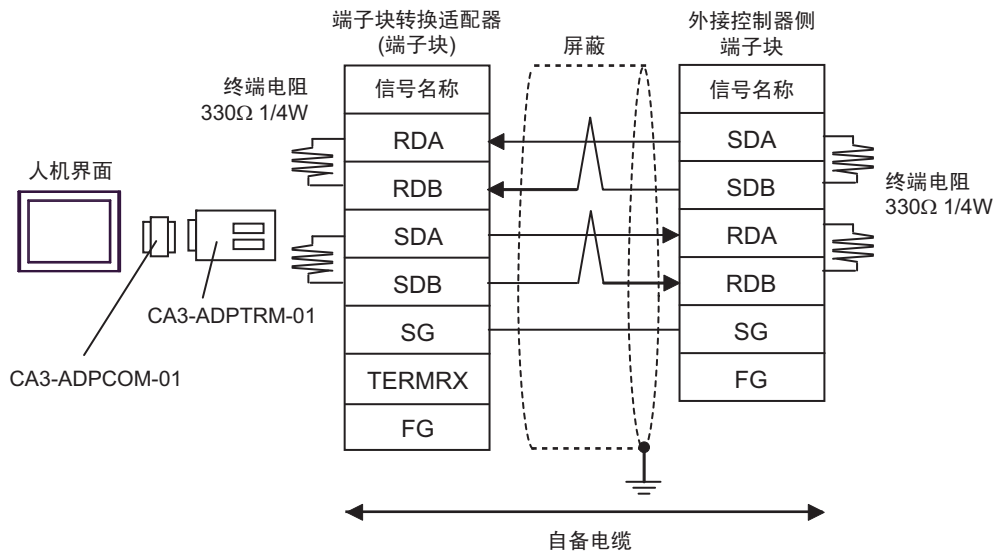 端子块转换适配器
(端子块)
屏蔽
外接控制器侧
端子块
终端电阻
330Ω 1/4W
信号名称
信号名称
RDA
SDA
人机界面
RDB
SDB
终端电阻
330Ω 1/4W
SDA
RDA
SDB
RDB
CA3-ADPTRM-01
SG
SG
CA3-ADPCOM-01
TERMRX
FG
FG
自备电缆